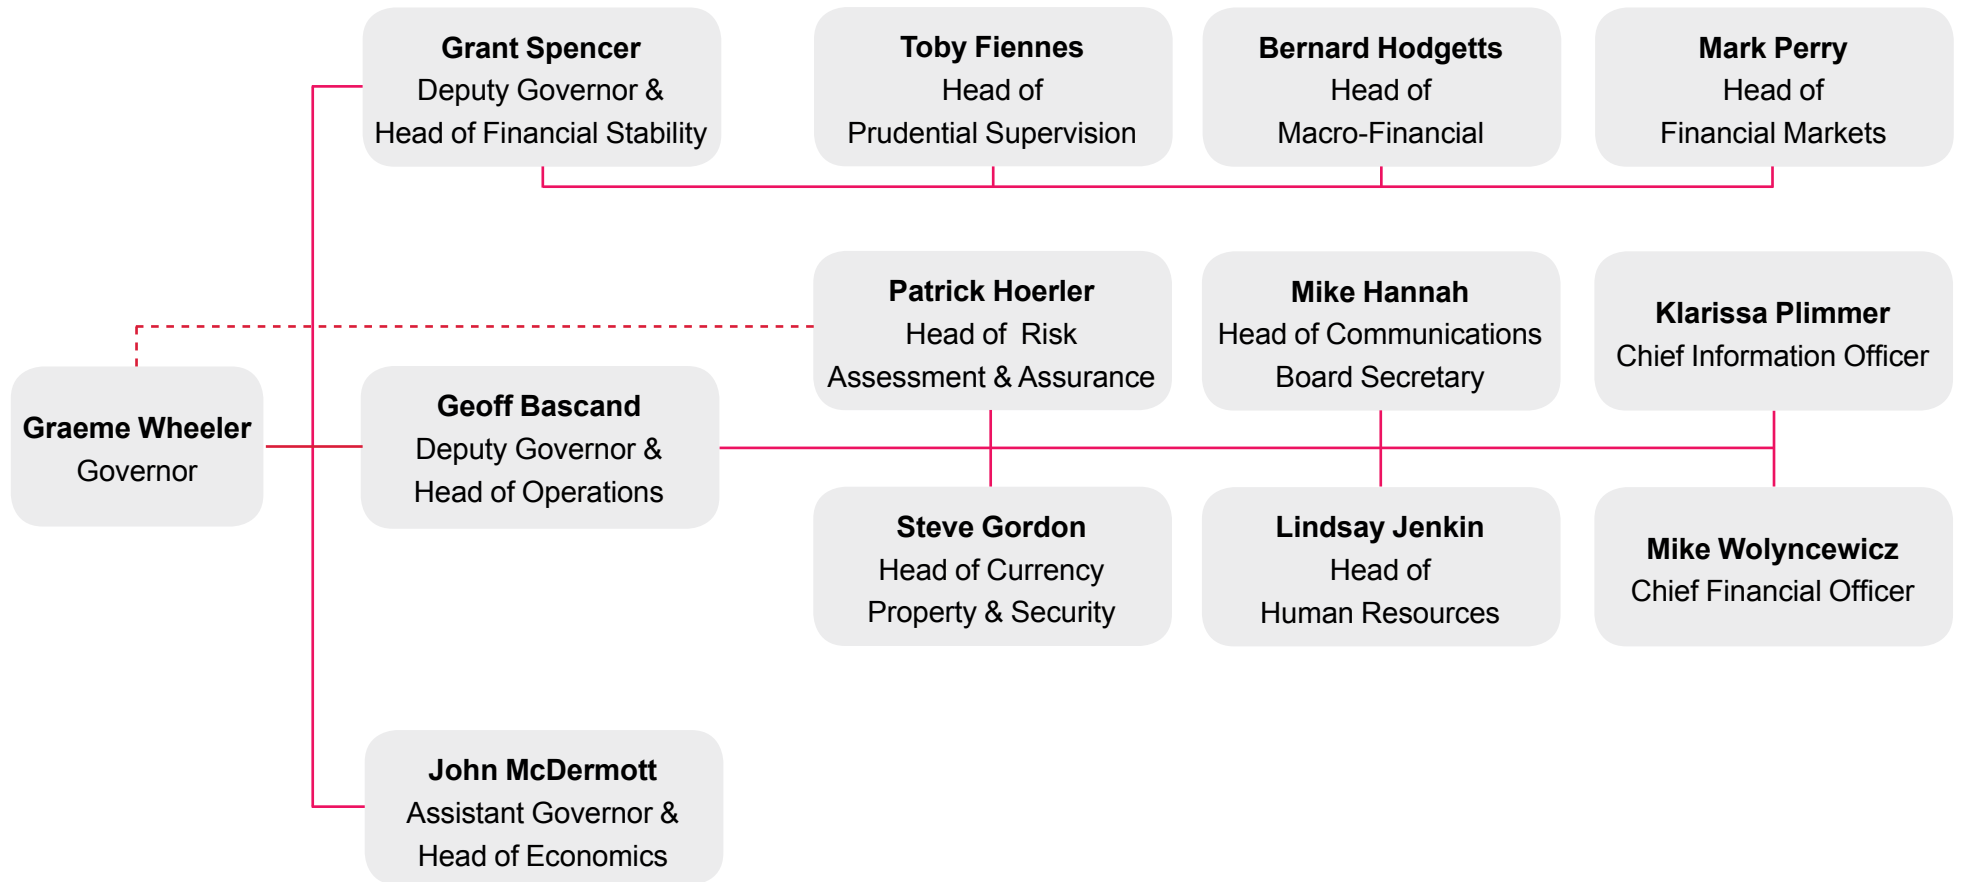 Grant Spencer
Deputy Governor &
Head of Financial Stability
Toby Fiennes
Head of
Prudential Supervision
Bernard Hodgetts
Head of
Macro-Financial
Mark Perry
Head of
Financial Markets
Patrick Hoerler
Head of Risk
Assessment & Assurance
Mike Hannah
Head of Communications
Board Secretary
Klarissa Plimmer
Chief Information Officer
Graeme Wheeler
Governor
Geoff Bascand
Deputy Governor &
Head of Operations
Steve Gordon
Head of Currency
Property & Security
Lindsay Jenkin
Head of
Human Resources
Mike Wolyncewicz
Chief Financial Officer
John McDermott
Assistant Governor &
Head of Economics